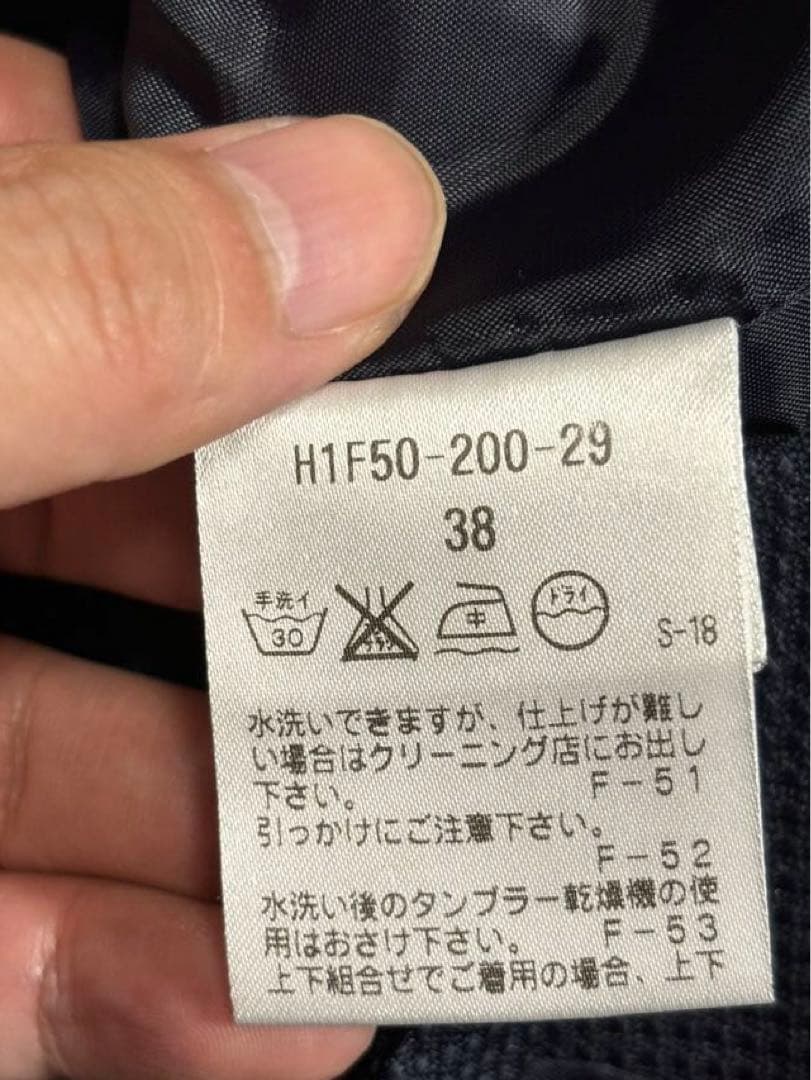 H1F50-200-29
38
手洗イ
30
中
ドライ
S-18
水洗いできますが、仕上げが難し
い場合はクリーニング店にお出し
下さい。 F-51
引っかけにご注意下さい。
F-52
水洗い後のタンブラー乾燥機の使
用はおさけ下さい。 F-53
上下組合せでご着用の場合、上下